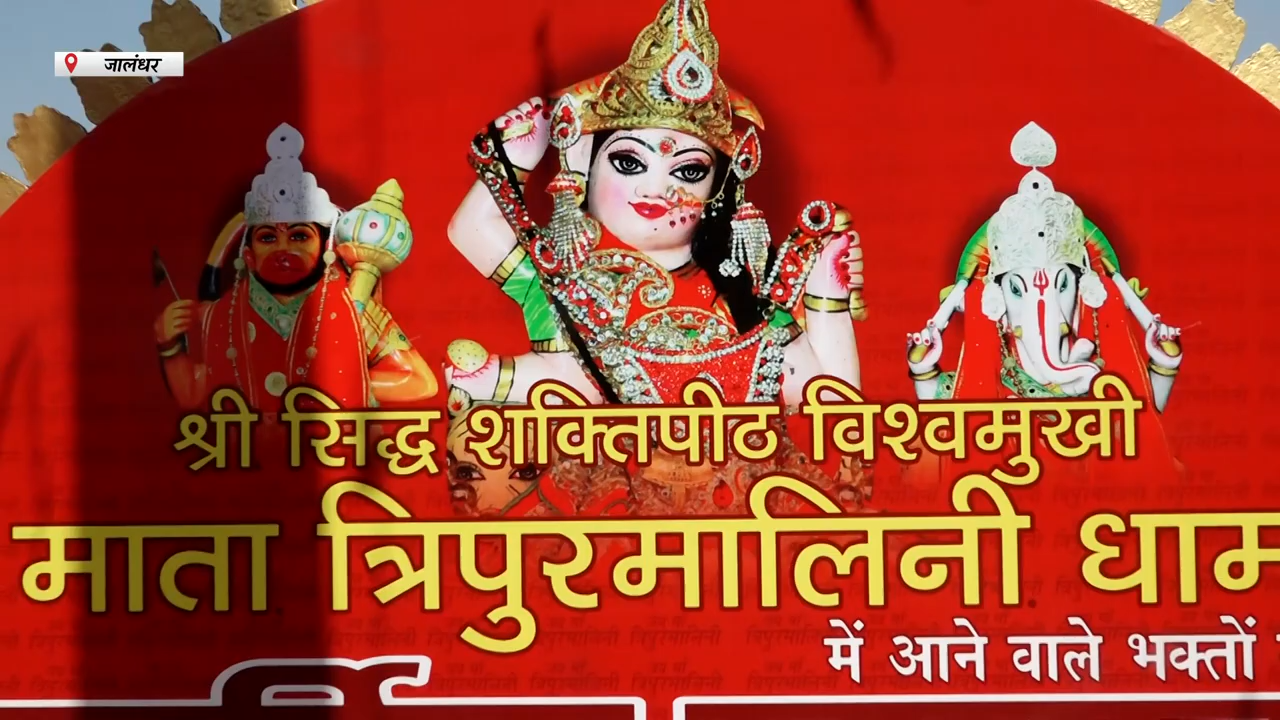 जालंधर
श्री सिद्ध शक्तिपीठ विश्वमुखी
माता त्रिपुरमालिनी धाम
में आने वाले भक्तों